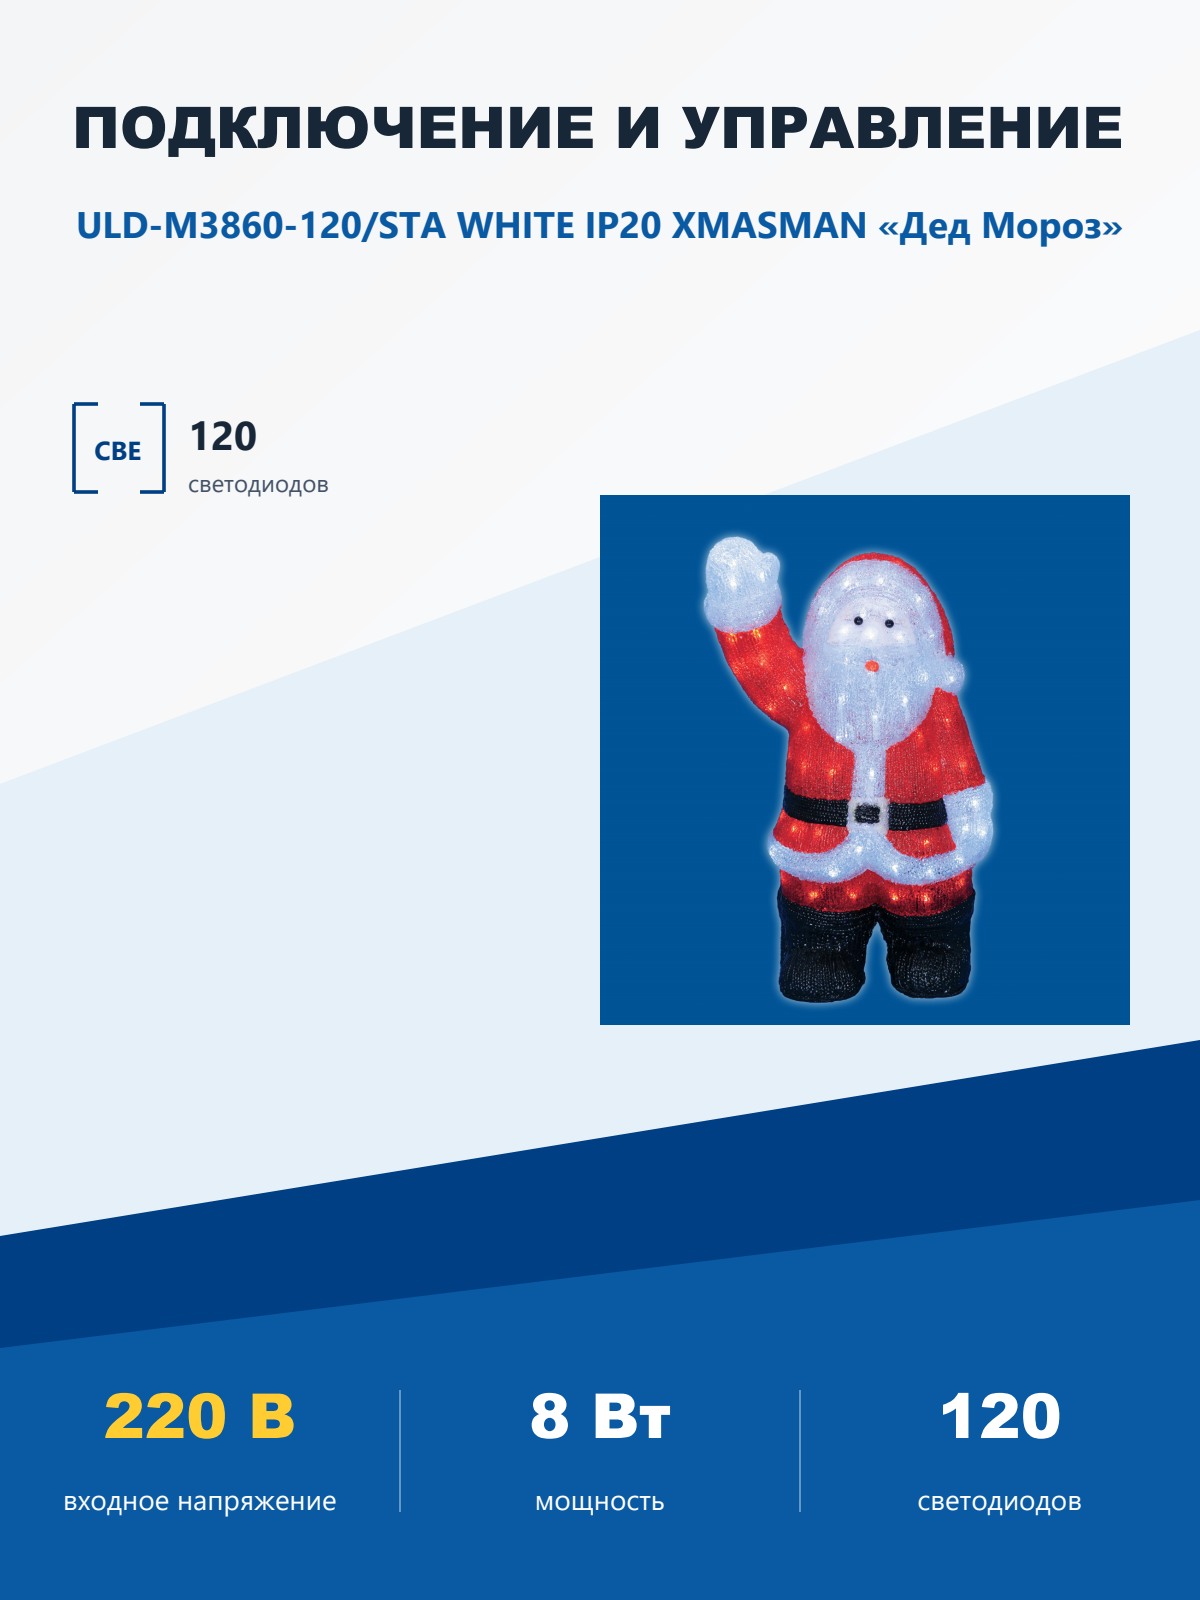 ПОДКЛЮЧЕНИЕ И УПРАВЛЕНИЕ
ULD-M3860-120/STA WHITE IP20 XMASMAN «Дед Мороз»
СВЕ
120
светодиодов
220 В
входное напряжение
8 Вт
мощность
120
светодиодов